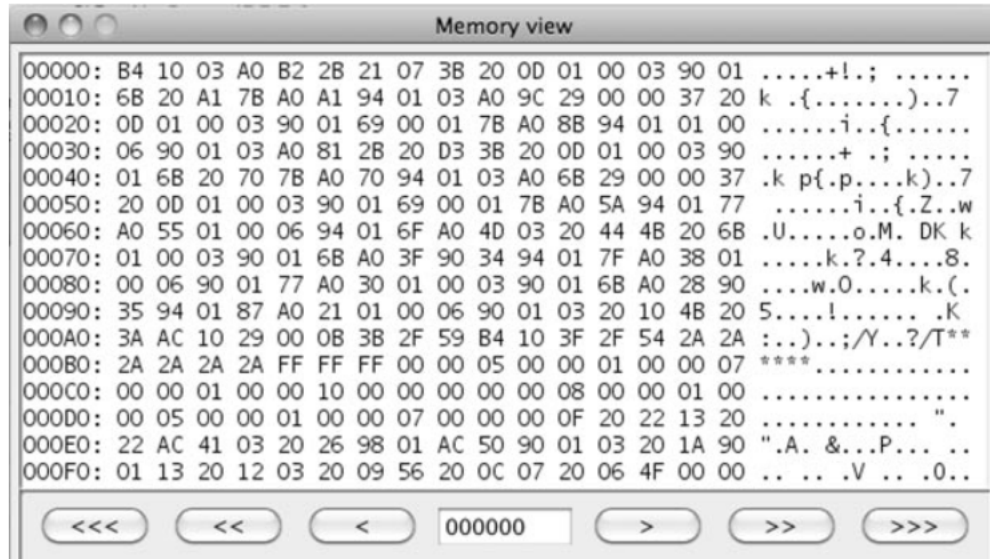 Memory view
00000: B4 10 03 A0 B2 2B 21 07 3B 20 0D 01 00 03 90 01 .....+!.; ......
00010: 6B 20 A1 7B A0 A1 94 01 03 A0 9C 29 00 00 37 20 k .{.......)..7
00020: 0D 01 00 03 90 01 69 00 01 7B A0 8B 94 01 01 00 ......i..{......
00030: 06 90 01 03 A0 81 2B 20 D3 3B 20 0D 01 00 03 90 ......+ .; .....
00040: 01 6B 20 70 7B A0 70 94 01 03 A0 6B 29 00 00 37 .k p{.p....k)..7
00050: 20 0D 01 00 03 90 01 69 00 01 7B A0 5A 94 01 77 ......i..{.Z..w
00060: A0 55 01 00 06 94 01 6F A0 4D 03 20 44 4B 20 6B .U.....o.M. DK k
00070: 01 00 03 90 01 6B A0 3F 90 34 94 01 7F A0 38 01 .....k.?.4....8.
00080: 00 06 90 01 77 A0 30 01 00 03 90 01 6B A0 28 90 ....w.0.....k.(.
00090: 35 94 01 87 A0 21 01 00 06 90 01 03 20 10 4B 20 5....!...... .K
000A0: 3A AC 10 29 00 0B 3B 2F 59 B4 10 3F 2F 54 2A 2A :..)..;/Y..?/T**
000B0: 2A 2A 2A 2A FF FF FF 00 00 05 00 00 01 00 00 07 ****............
000C0: 00 00 01 00 00 10 00 00 00 00 00 08 00 00 01 00 ................
000D0: 00 05 00 00 01 00 00 07 00 00 00 0F 20 22 13 20 ............ ".
000E0: 22 AC 41 03 20 26 98 01 AC 50 90 01 03 20 1A 90 ".A. &...P... ..
000F0: 01 13 20 12 03 20 09 56 20 0C 07 20 06 4F 00 00 .. .. .V .. .O..
<<< << < 000000 > >> >>>